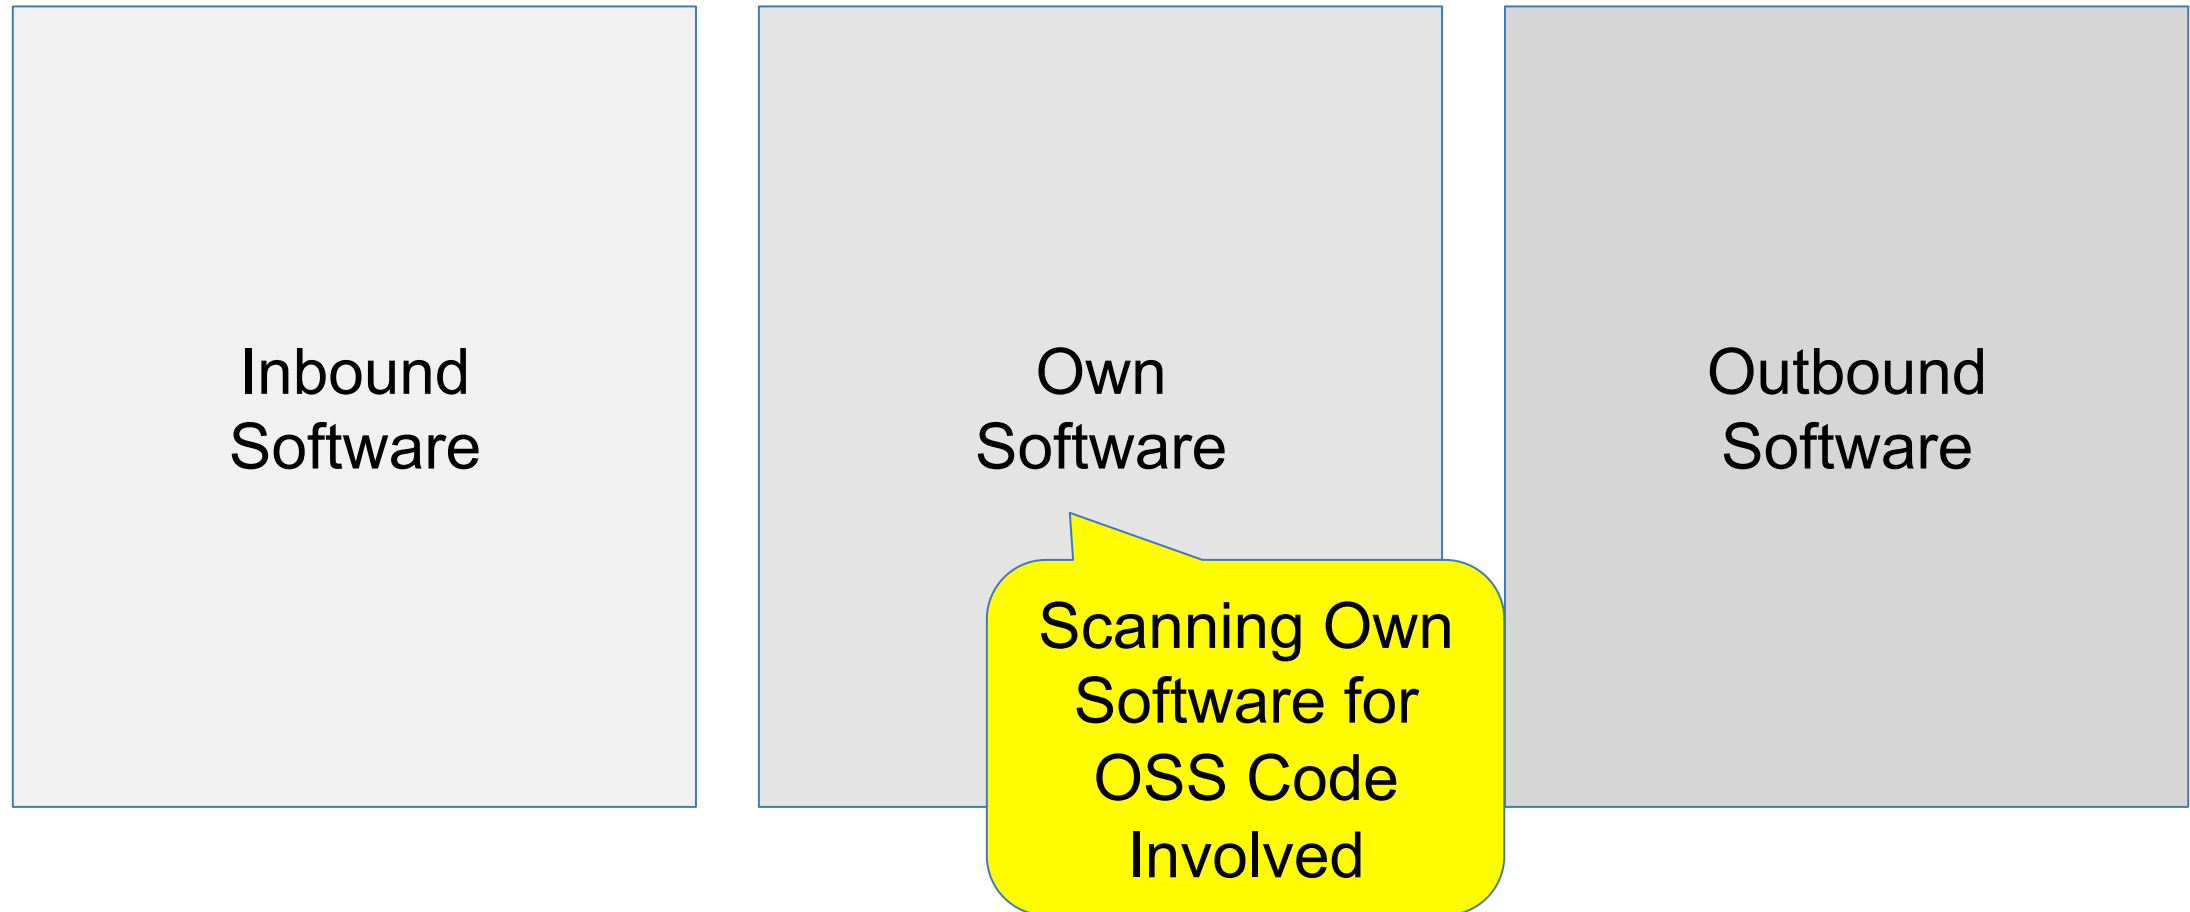 Inbound
Software
Own
Software
Outbound
Software
Scanning Own
Software for
OSS Code
Involved